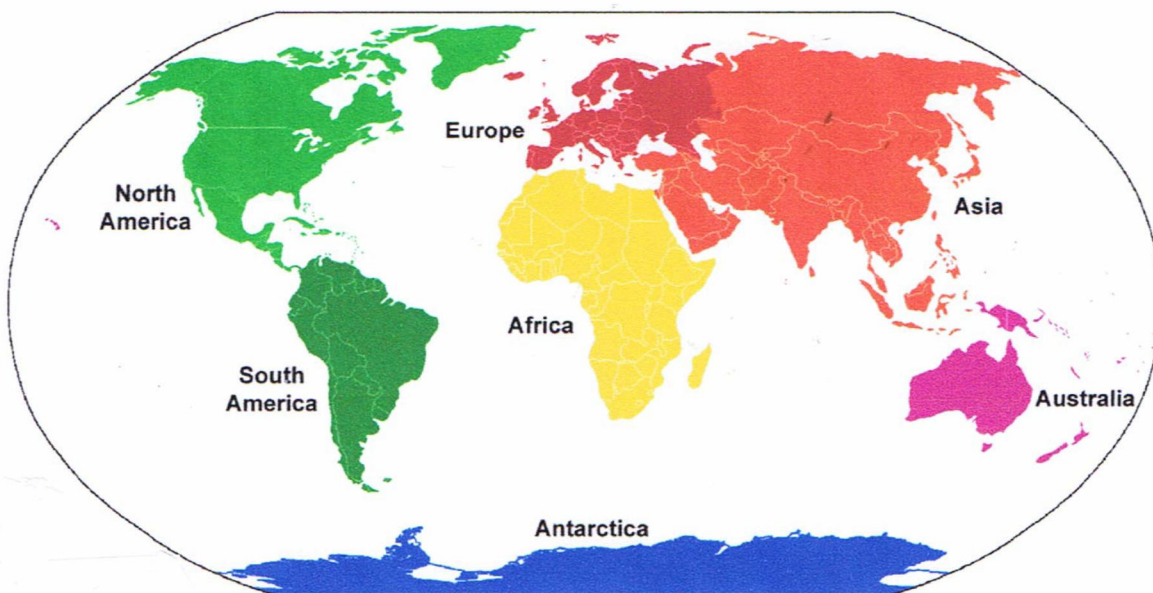 Europe
North
America
Asia
Africa
South
America
Australia
Antarctica